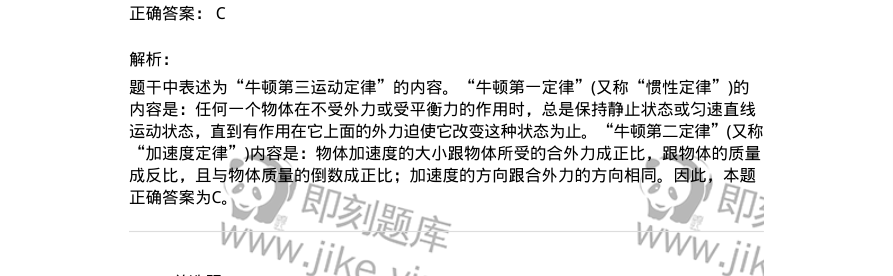 正确答案： C
解析：
题干中表述为“牛顿第三运动定律”的内容。“牛顿第一定律”(又称“惯性定律”)的
内容是：任何一个物体在不受外力或受平衡力的作用时，总是保持静止状态或匀速直线
运动状态，直到有作用在它上面的外力迫使它改变这种状态为止。“牛顿第二定律”(又称
“加速度定律”)内容是：物体加速度的大小跟物体所受的合外力成正比，跟物体的质量
成反比，且与物体质量的倒数成正比；加速度的方向跟合外力的方向相同。因此，本题
正确答案为C。
即刻题库
www.jike
即刻
www.jik